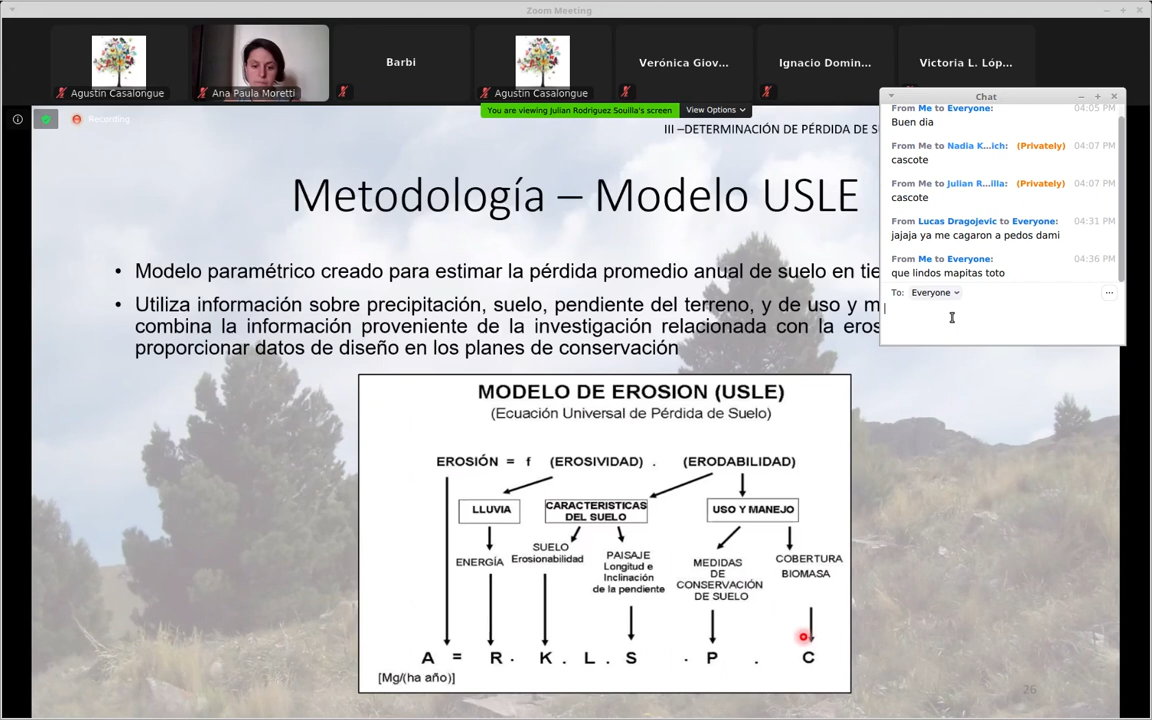 Zoom Meeting
Agustin Casalongue
Ana Paula Moretti
Barbi
Agustin Casalongue
Verónica Giov...
Ignacio Domin...
Victoria L. Lóp...
You are viewing Julian Rodriguez Souilla's screen
View Options
Recording
III –DETERMINACIÓN DE PÉRDIDA DE S
Metodología – Modelo USLE
• Modelo paramétrico creado para estimar la pérdida promedio anual de suelo en tie
• Utiliza información sobre precipitación, suelo, pendiente del terreno, y de uso y m
combina la información proveniente de la investigación relacionada con la eros
proporcionar datos de diseño en los planes de conservación
MODELO DE EROSION (USLE)
(Ecuación Universal de Pérdida de Suelo)
EROSIÓN = f (EROSIVIDAD) . (ERODABILIDAD)
LLUVIA
CARACTERISTICAS
DEL SUELO
USO Y MANEJO
ENERGÍA
SUELO
Erosionabilidad
PAISAJE
Longitud e
Inclinación
de la pendiente
MEDIDAS
DE
CONSERVACIÓN
DE SUELO
COBERTURA
BIOMASA
A = R . K . L . S . P . C
[Mg/(ha año)]
26
Chat
From Me to Everyone: 04:05 PM
Buen dia
From Me to Nadia K...ich: (Privately) 04:07 PM
cascote
From Me to Julian R...illa: (Privately) 04:07 PM
cascote
From Lucas Dragojevic to Everyone: 04:31 PM
jajaja ya me cagaron a pedos dami
From Me to Everyone: 04:36 PM
que lindos mapitas toto
To: Everyone